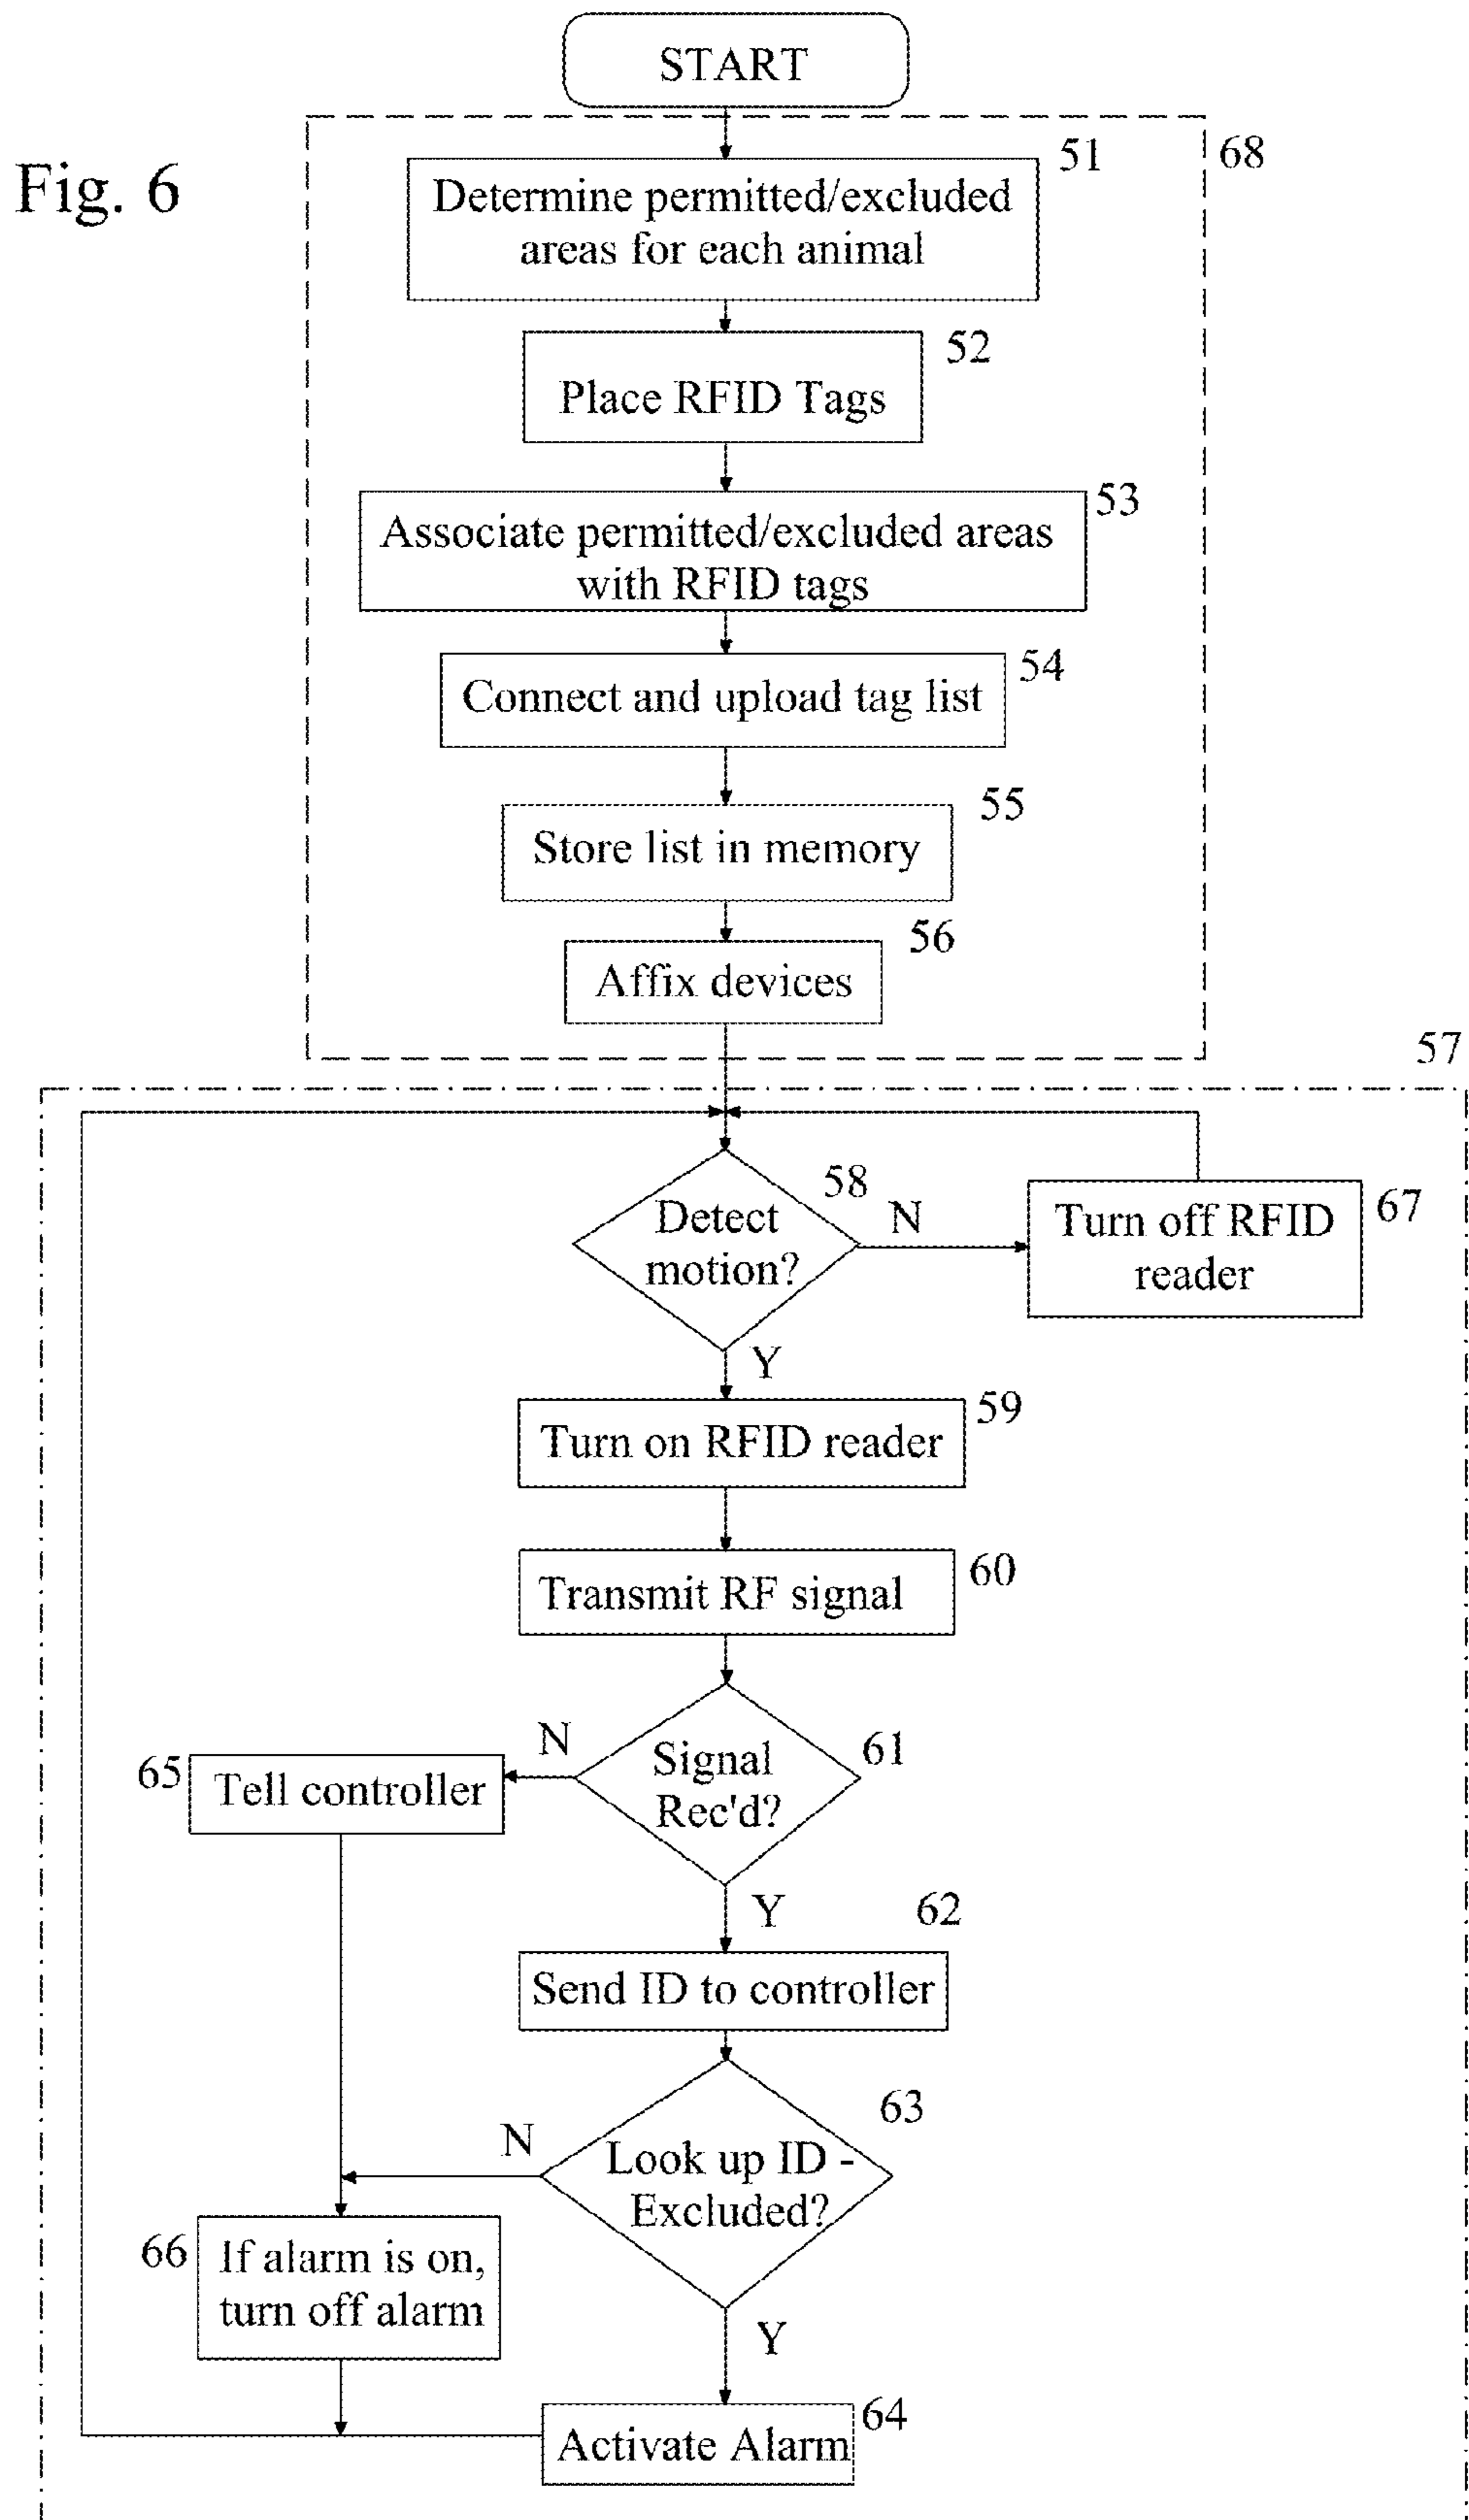 START
Fig. 6
51
68
Determine permitted/excluded
areas for each animal
52
Place RFID Tags
53
Associate permitted/excluded areas
with RFID tags
54
Connect and upload tag list
55
Store list in memory
56
Affix devices
57
58
Detect
motion?
N
67
Turn off RFID
reader
Y
59
Turn on RFID reader
60
Transmit RF signal
61
Signal
Rec'd?
N
65
Tell controller
Y
62
Send ID to controller
63
Look up ID -
Excluded?
N
66
If alarm is on,
turn off alarm
Y
64
Activate Alarm